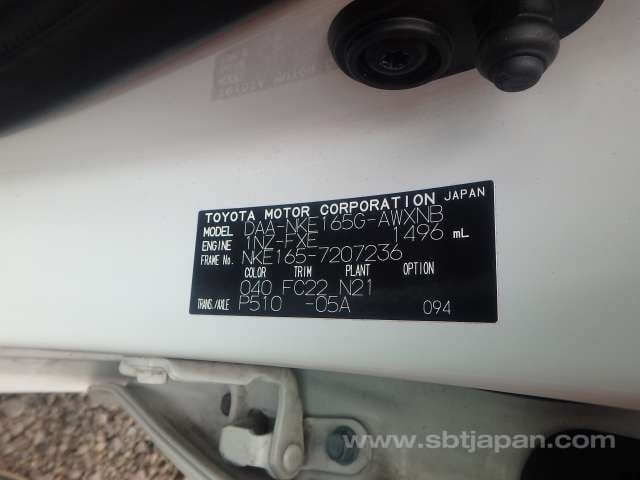 TOYOTA MOTOR CORPORATION JAPAN
MODEL DAA-NKE165G-AWXNB
ENGINE 1NZ-FXE 1496 mL
FRAME No. NKE165-7207236
COLOR TRIM PLANT OPTION
040 FC22 N21
TRANS./AXLE P510 -05A 094
www.sbtjapan.com